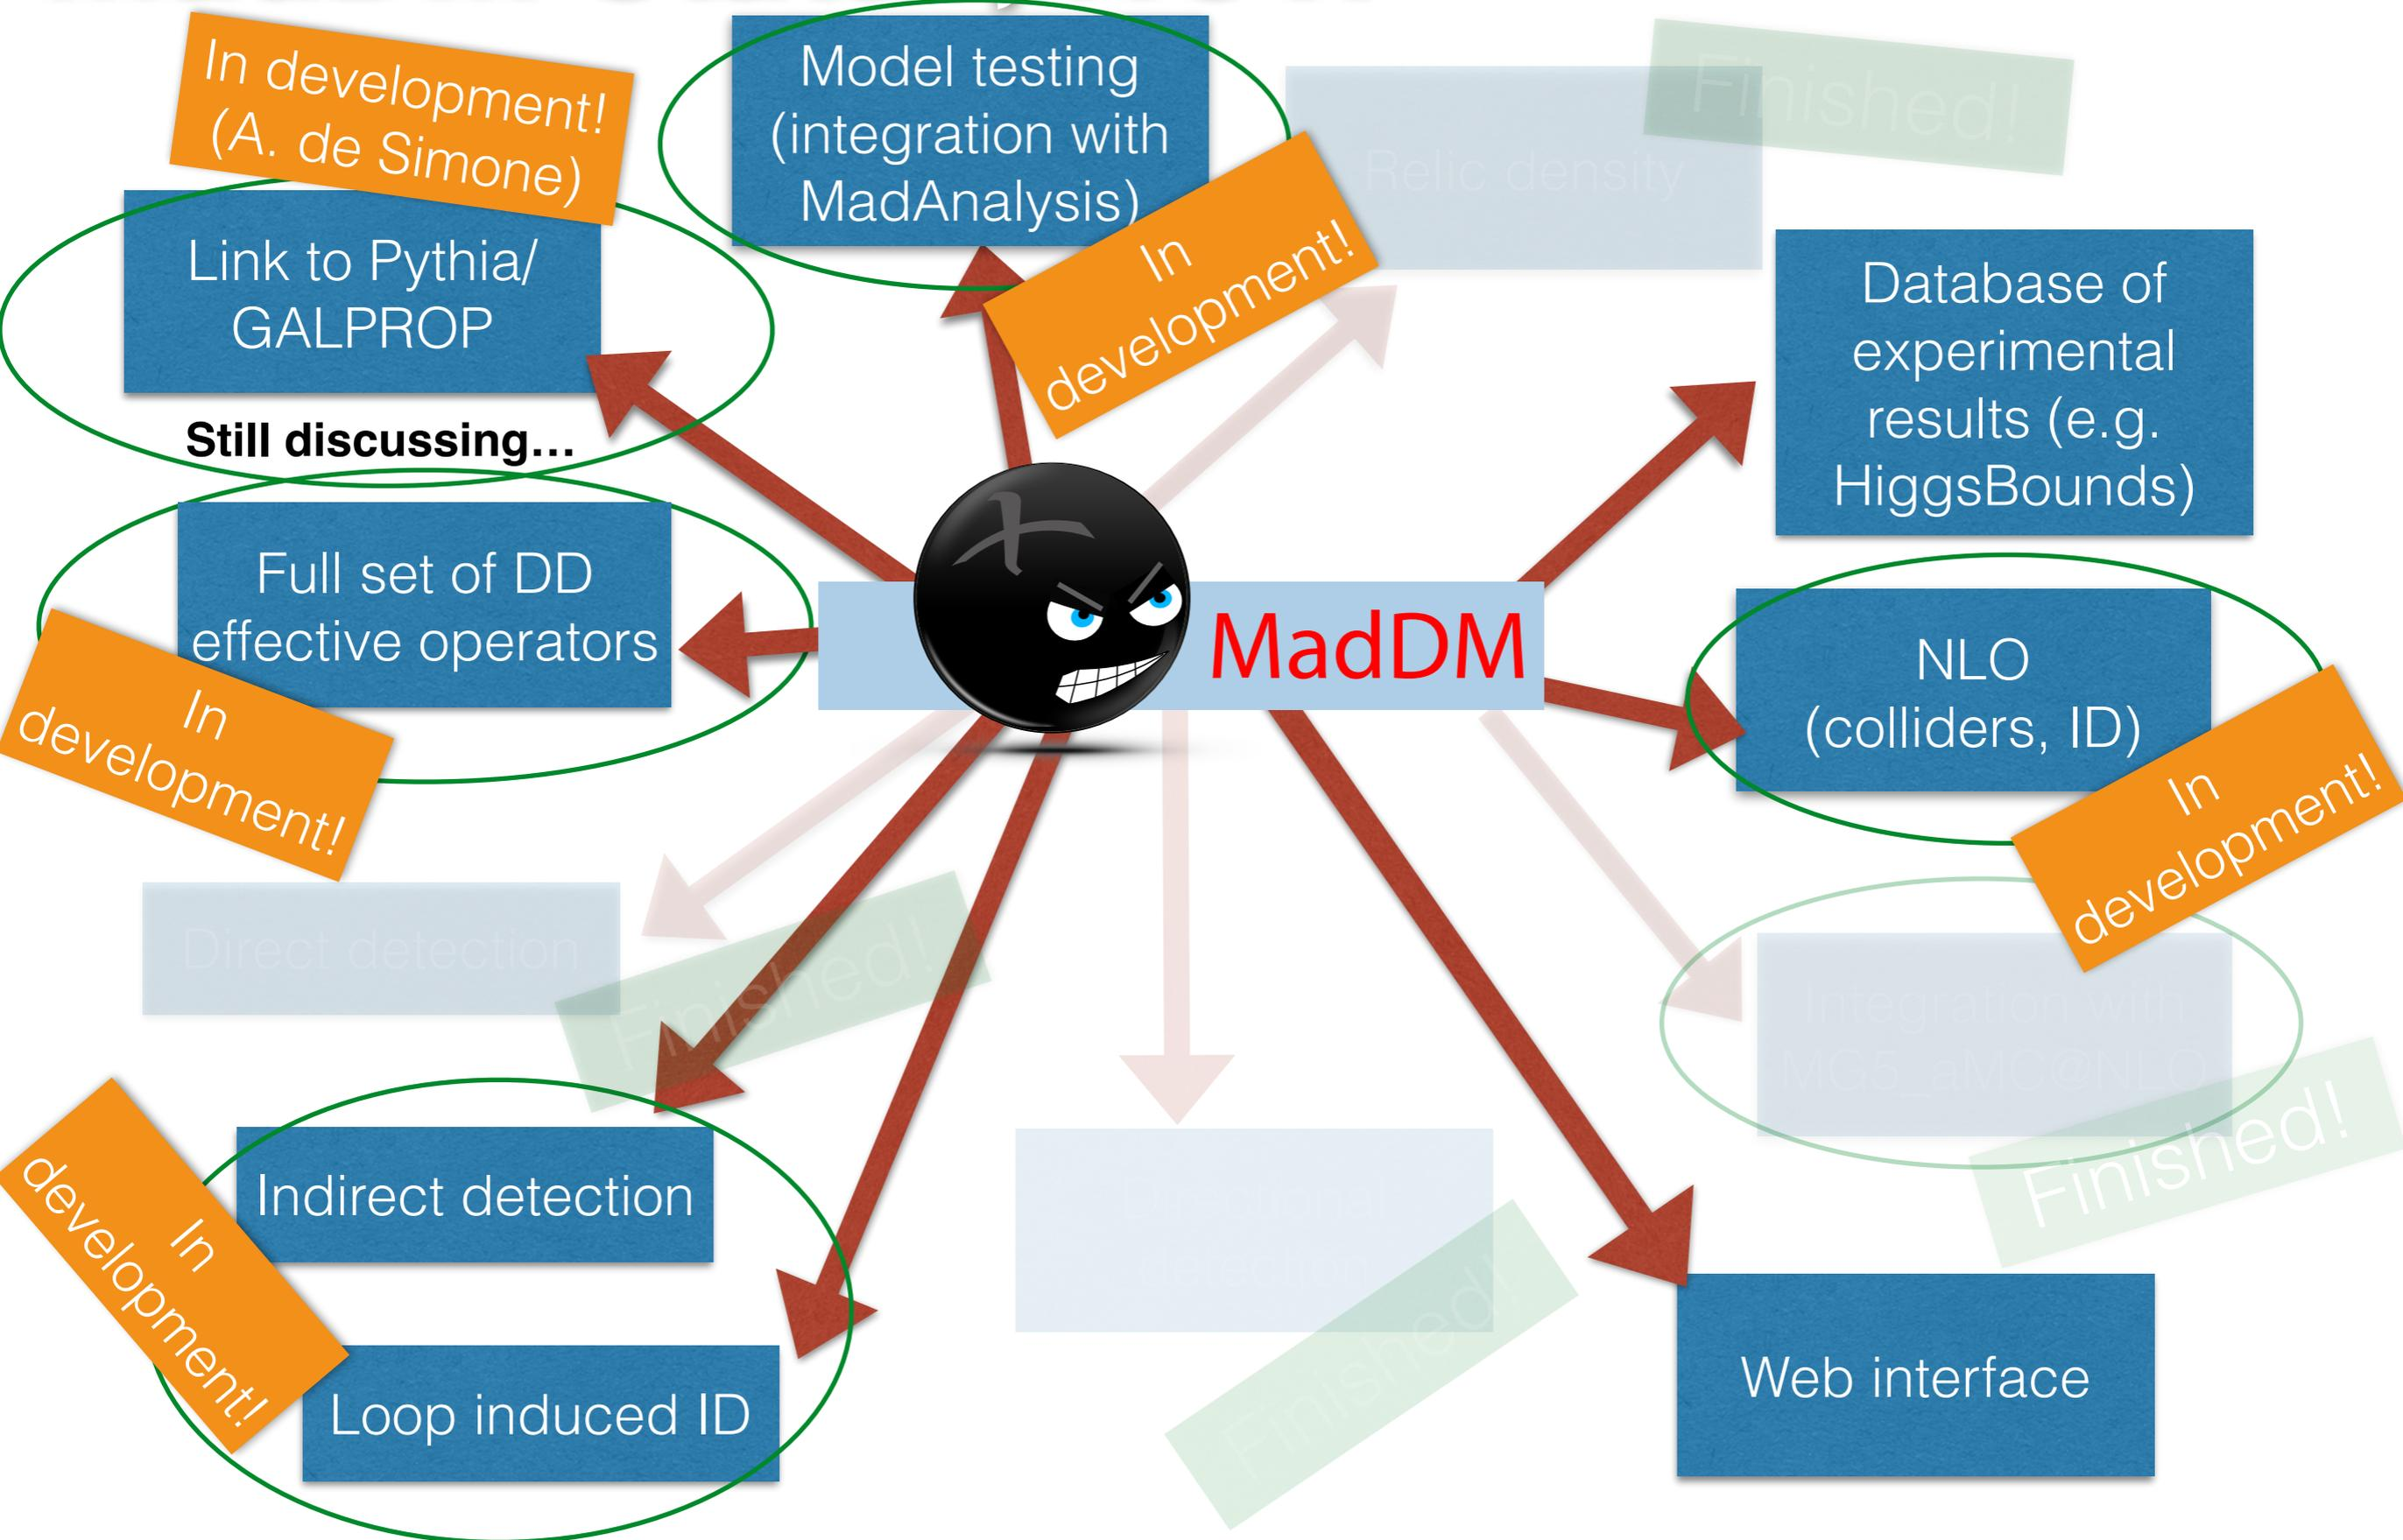 In development!
(A. de Simone)
Model testing
(integration with
MadAnalysis)
In
development!
Relic density
Finished!
Link to Pythia/
GALPROP
Still discussing...
Database of
experimental
results (e.g.
HiggsBounds)
Full set of DD
effective operators
In
development!
MadDM
NLO
(colliders, ID)
In
development!
Direct detection
Finished!
Integration with
MG5_aMC@NLO
Finished!
Indirect detection
In
development!
Loop induced ID
detection
Finished!
Web interface